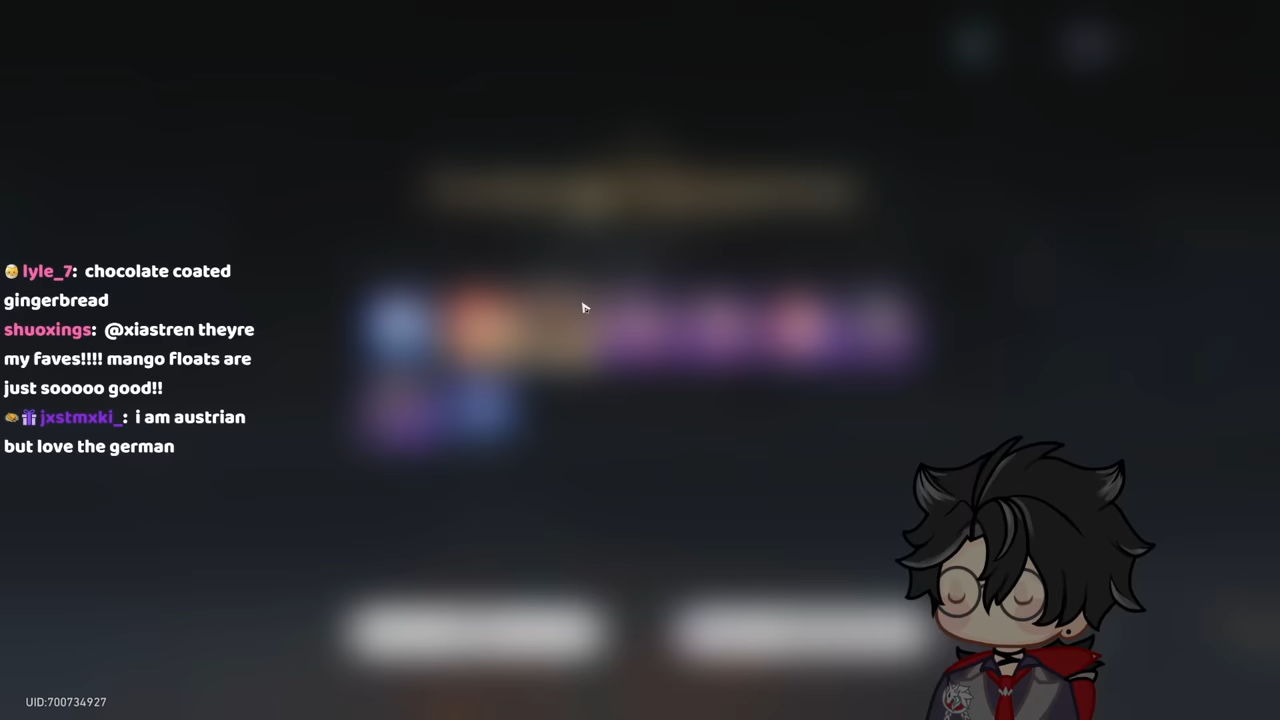 lyle_7: chocolate coated
gingerbread
shuoxings: @xiastren theyre
my faves!!!! mango floats are
just sooooo good!!
jxstmxki_: i am austrian
but love the german
UID:700734927